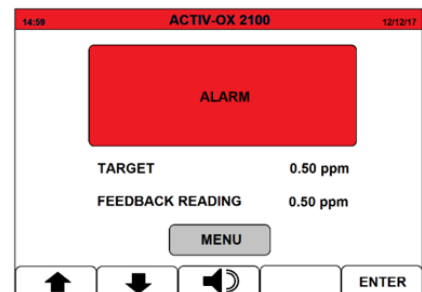 14:59 ACTIV-OX 2100 12/12/17
ALARM
TARGET 0.50 ppm
FEEDBACK READING 0.50 ppm
MENU
ENTER